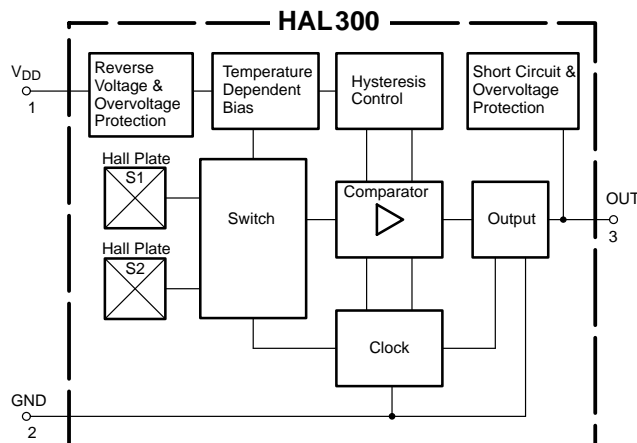 HAL300
VDD
1
Reverse
Voltage &
Overvoltage
Protection
Temperature
Dependent
Bias
Hysteresis
Control
Short Circuit &
Overvoltage
Protection
Hall Plate
S1
Switch
Comparator
Output
OUT
3
Hall Plate
S2
Clock
GND
2